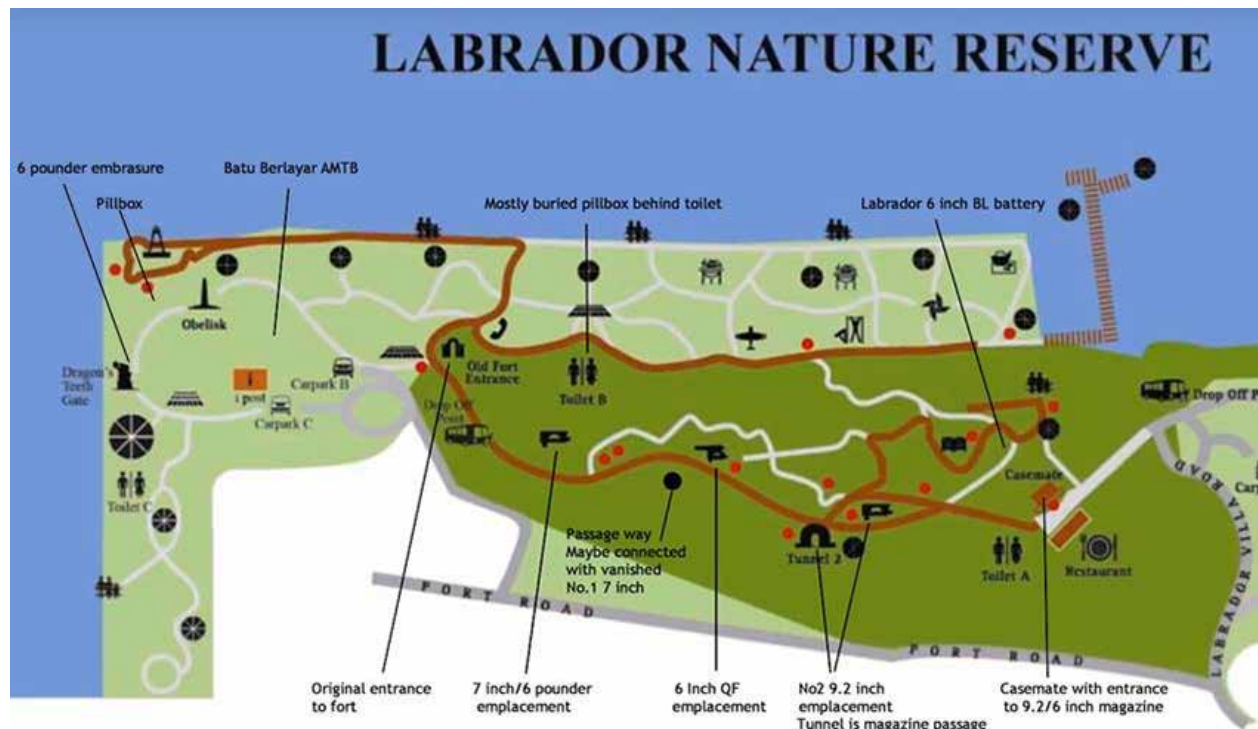 LABRADOR NATURE RESERVE
6 pounder embrasure
Batu Berlayar AMTB
Pillbox
Mostly buried pillbox behind toilet
Labrador 6 inch BL battery
Obelisk
Old Fort
Entrance
Dragon's
Teeth
Gate
i post
Carpark B
Carpark C
Toilet B
Drop Off
Point
Drop Off P
Casemate
Toilet C
Passage way
Maybe connected
with vanished
No.1 7 inch
Tunnel 2
Toilet A
Restaurant
Carp
LABRADOR VILLA ROAD
PORT ROAD
PORT ROAD
Original entrance
to fort
7 inch/6 pounder
emplacement
6 Inch QF
emplacement
No2 9.2 inch
emplacement
Tunnel is magazine passage
Casemate with entrance
to 9.2/6 inch magazine